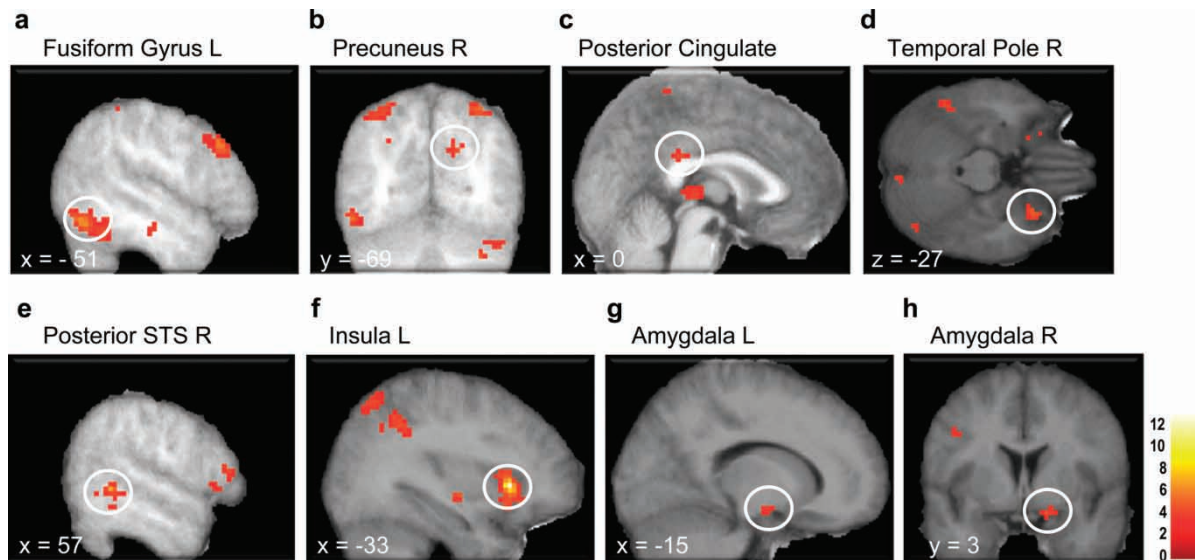 a
Fusiform Gyrus L
x = - 51
b
Precuneus R
y = -69
c
Posterior Cingulate
x = 0
d
Temporal Pole R
z = -27
e
Posterior STS R
x = 57
f
Insula L
x = -33
g
Amygdala L
x = -15
h
Amygdala R
y = 3
12
10
8
6
4
2
0